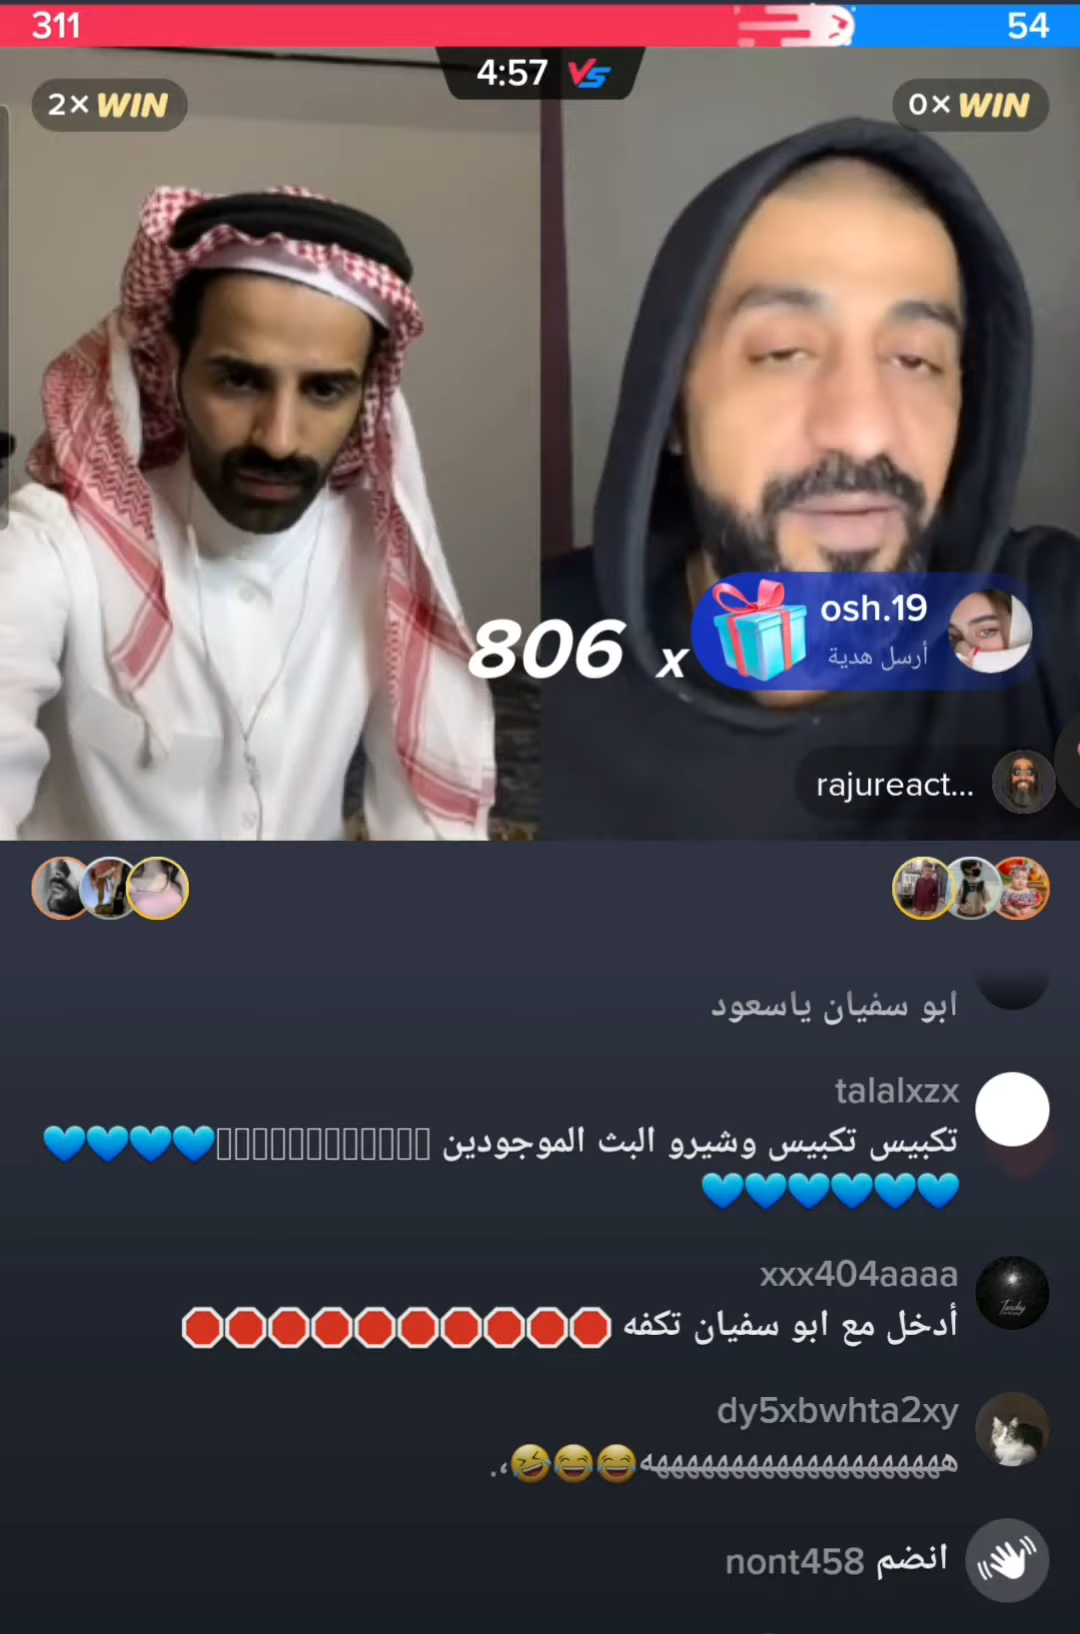 311
54
4:57 VS
2× WIN
0× WIN
osh.19
أرسل هدية
806 x
rajureact...
ابو سفيان ياسعود
talalxzx
تكبيس تكبيس وشيرو البث الموجودين 💙💙💙💙
💙💙💙💙💙💙
xxx404aaaa
أدخل مع ابو سفيان تكفه 🛑🛑🛑🛑🛑🛑🛑🛑🛑🛑
dy5xbwhta2xy
ههههههههههههههههههههه😂😂🤣،.
nont458 انضم